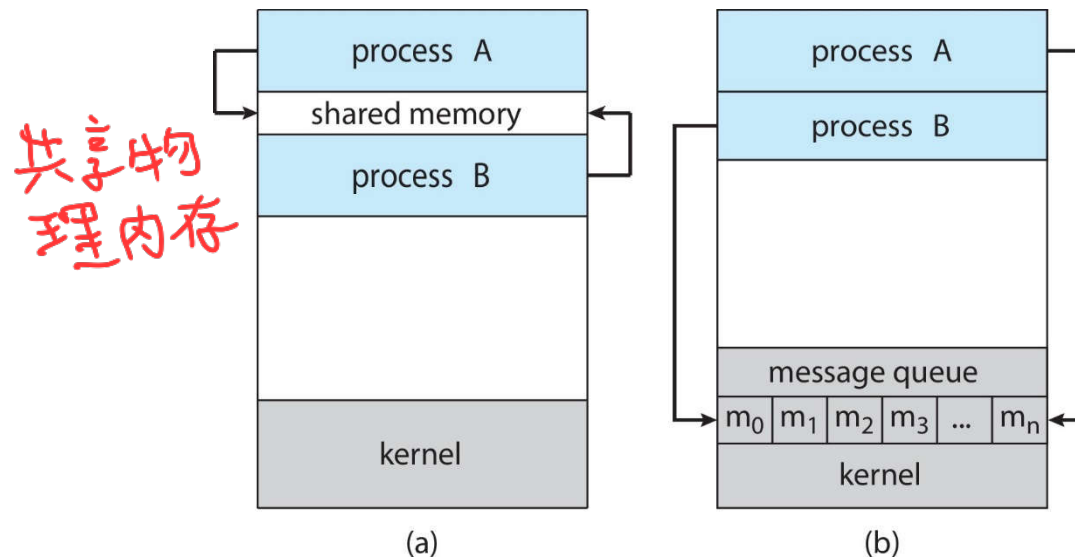 共享物
理内存
process A
shared memory
process B
kernel
(a)
process A
process B
message queue
m0 m1 m2 m3 ... mn
kernel
(b)